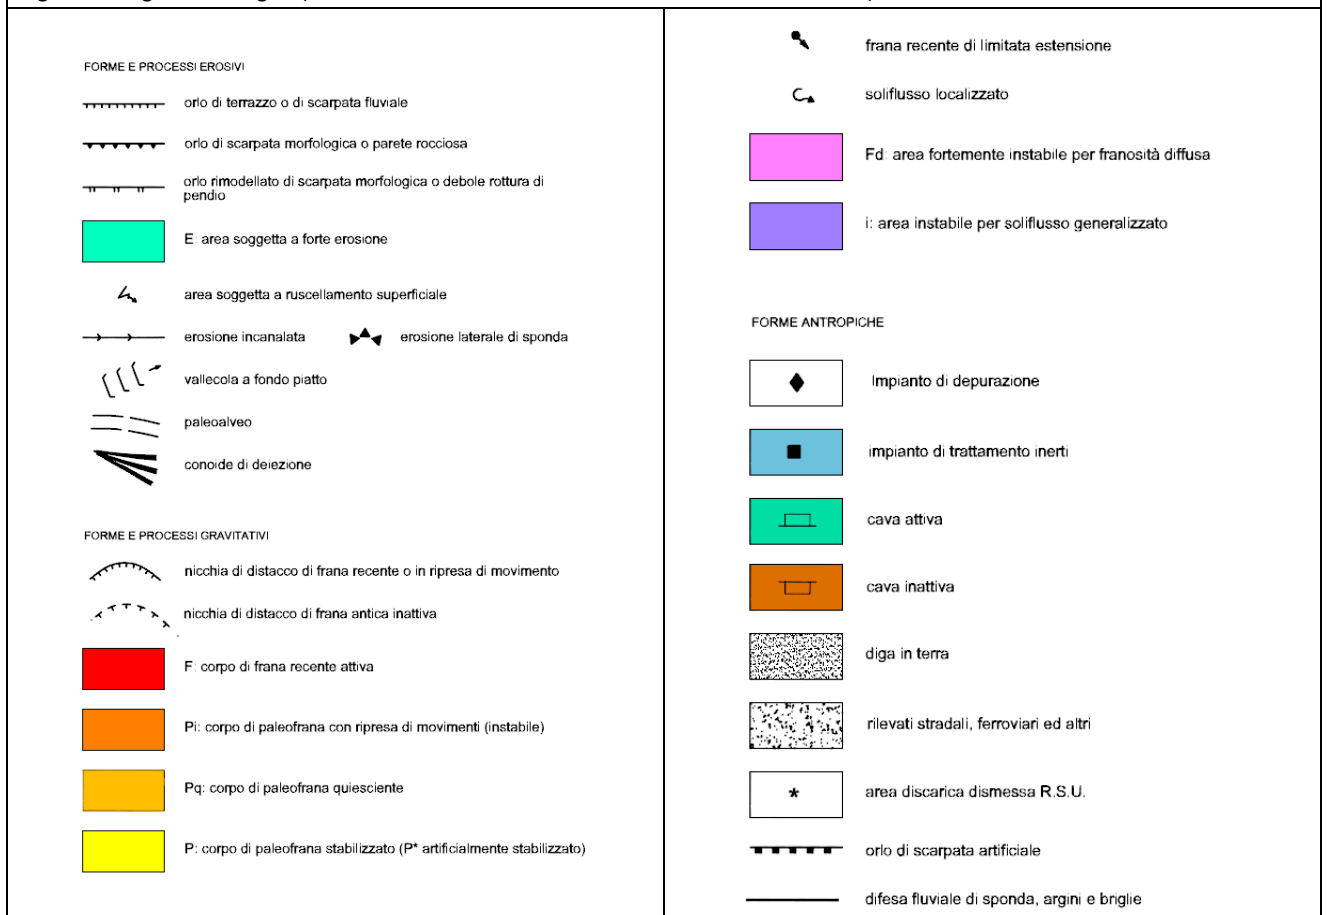 FORME E PROCESSI EROSIVI
orlo di terrazzo o di scarpata fluviale
orlo di scarpata morfologica o parete rocciosa
orlo rimodellato di scarpata morfologica o debole rottura di
pendio
E: area soggetta a forte erosione
area soggetta a ruscellamento superficiale
erosione incanalata
erosione laterale di sponda
vallecola a fondo piatto
paleoalveo
conoide di deiezione
FORME E PROCESSI GRAVITATIVI
nicchia di distacco di frana recente o in ripresa di movimento
nicchia di distacco di frana antica inattiva
F: corpo di frana recente attiva
Pi: corpo di paleofrana con ripresa di movimenti (instabile)
Pq: corpo di paleofrana quiesciente
P: corpo di paleofrana stabilizzato (P* artificialmente stabilizzato)
frana recente di limitata estensione
soliflusso localizzato
Fd: area fortemente instabile per franosità diffusa
i: area instabile per soliflusso generalizzato
FORME ANTROPICHE
Impianto di depurazione
impianto di trattamento inerti
cava attiva
cava inattiva
diga in terra
rilevati stradali, ferroviari ed altri
area discarica dismessa R.S.U.
orlo di scarpata artificiale
difesa fluviale di sponda, argini e briglie